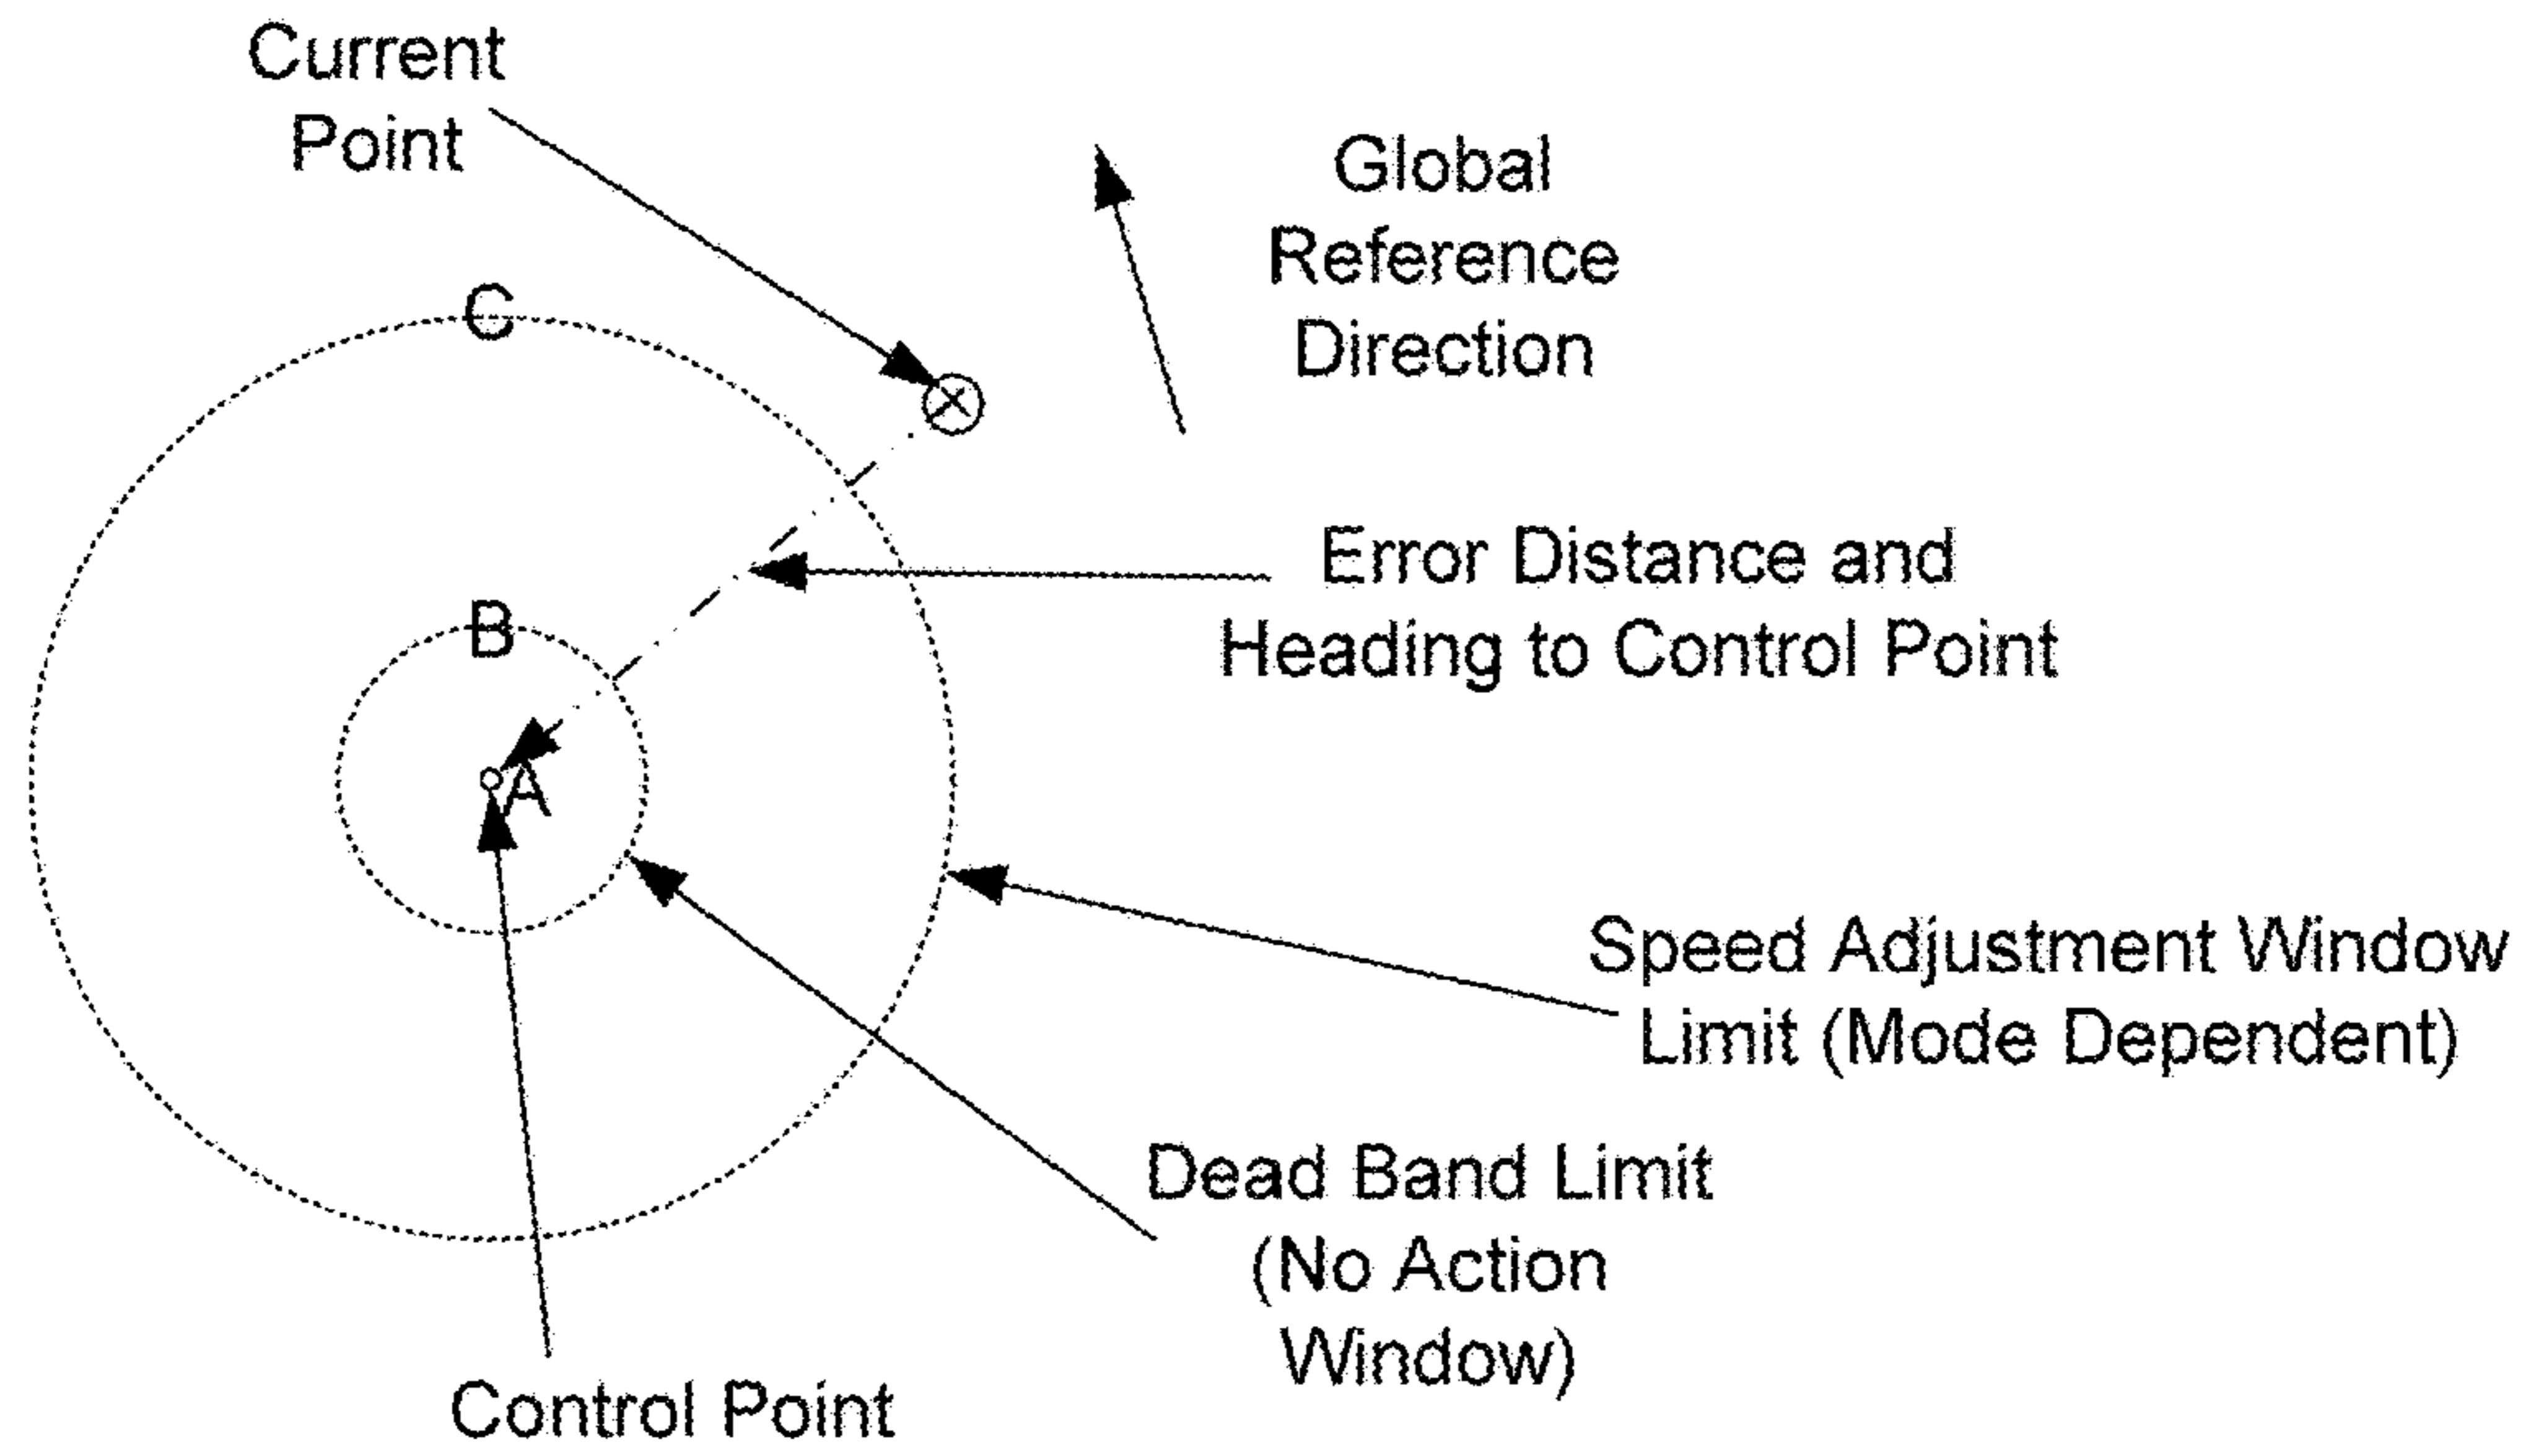 Current
Point
Global
Reference
Direction
C
Error Distance and
Heading to Control Point
B
A
Speed Adjustment Window
Limit (Mode Dependent)
Dead Band Limit
(No Action
Window)
Control Point